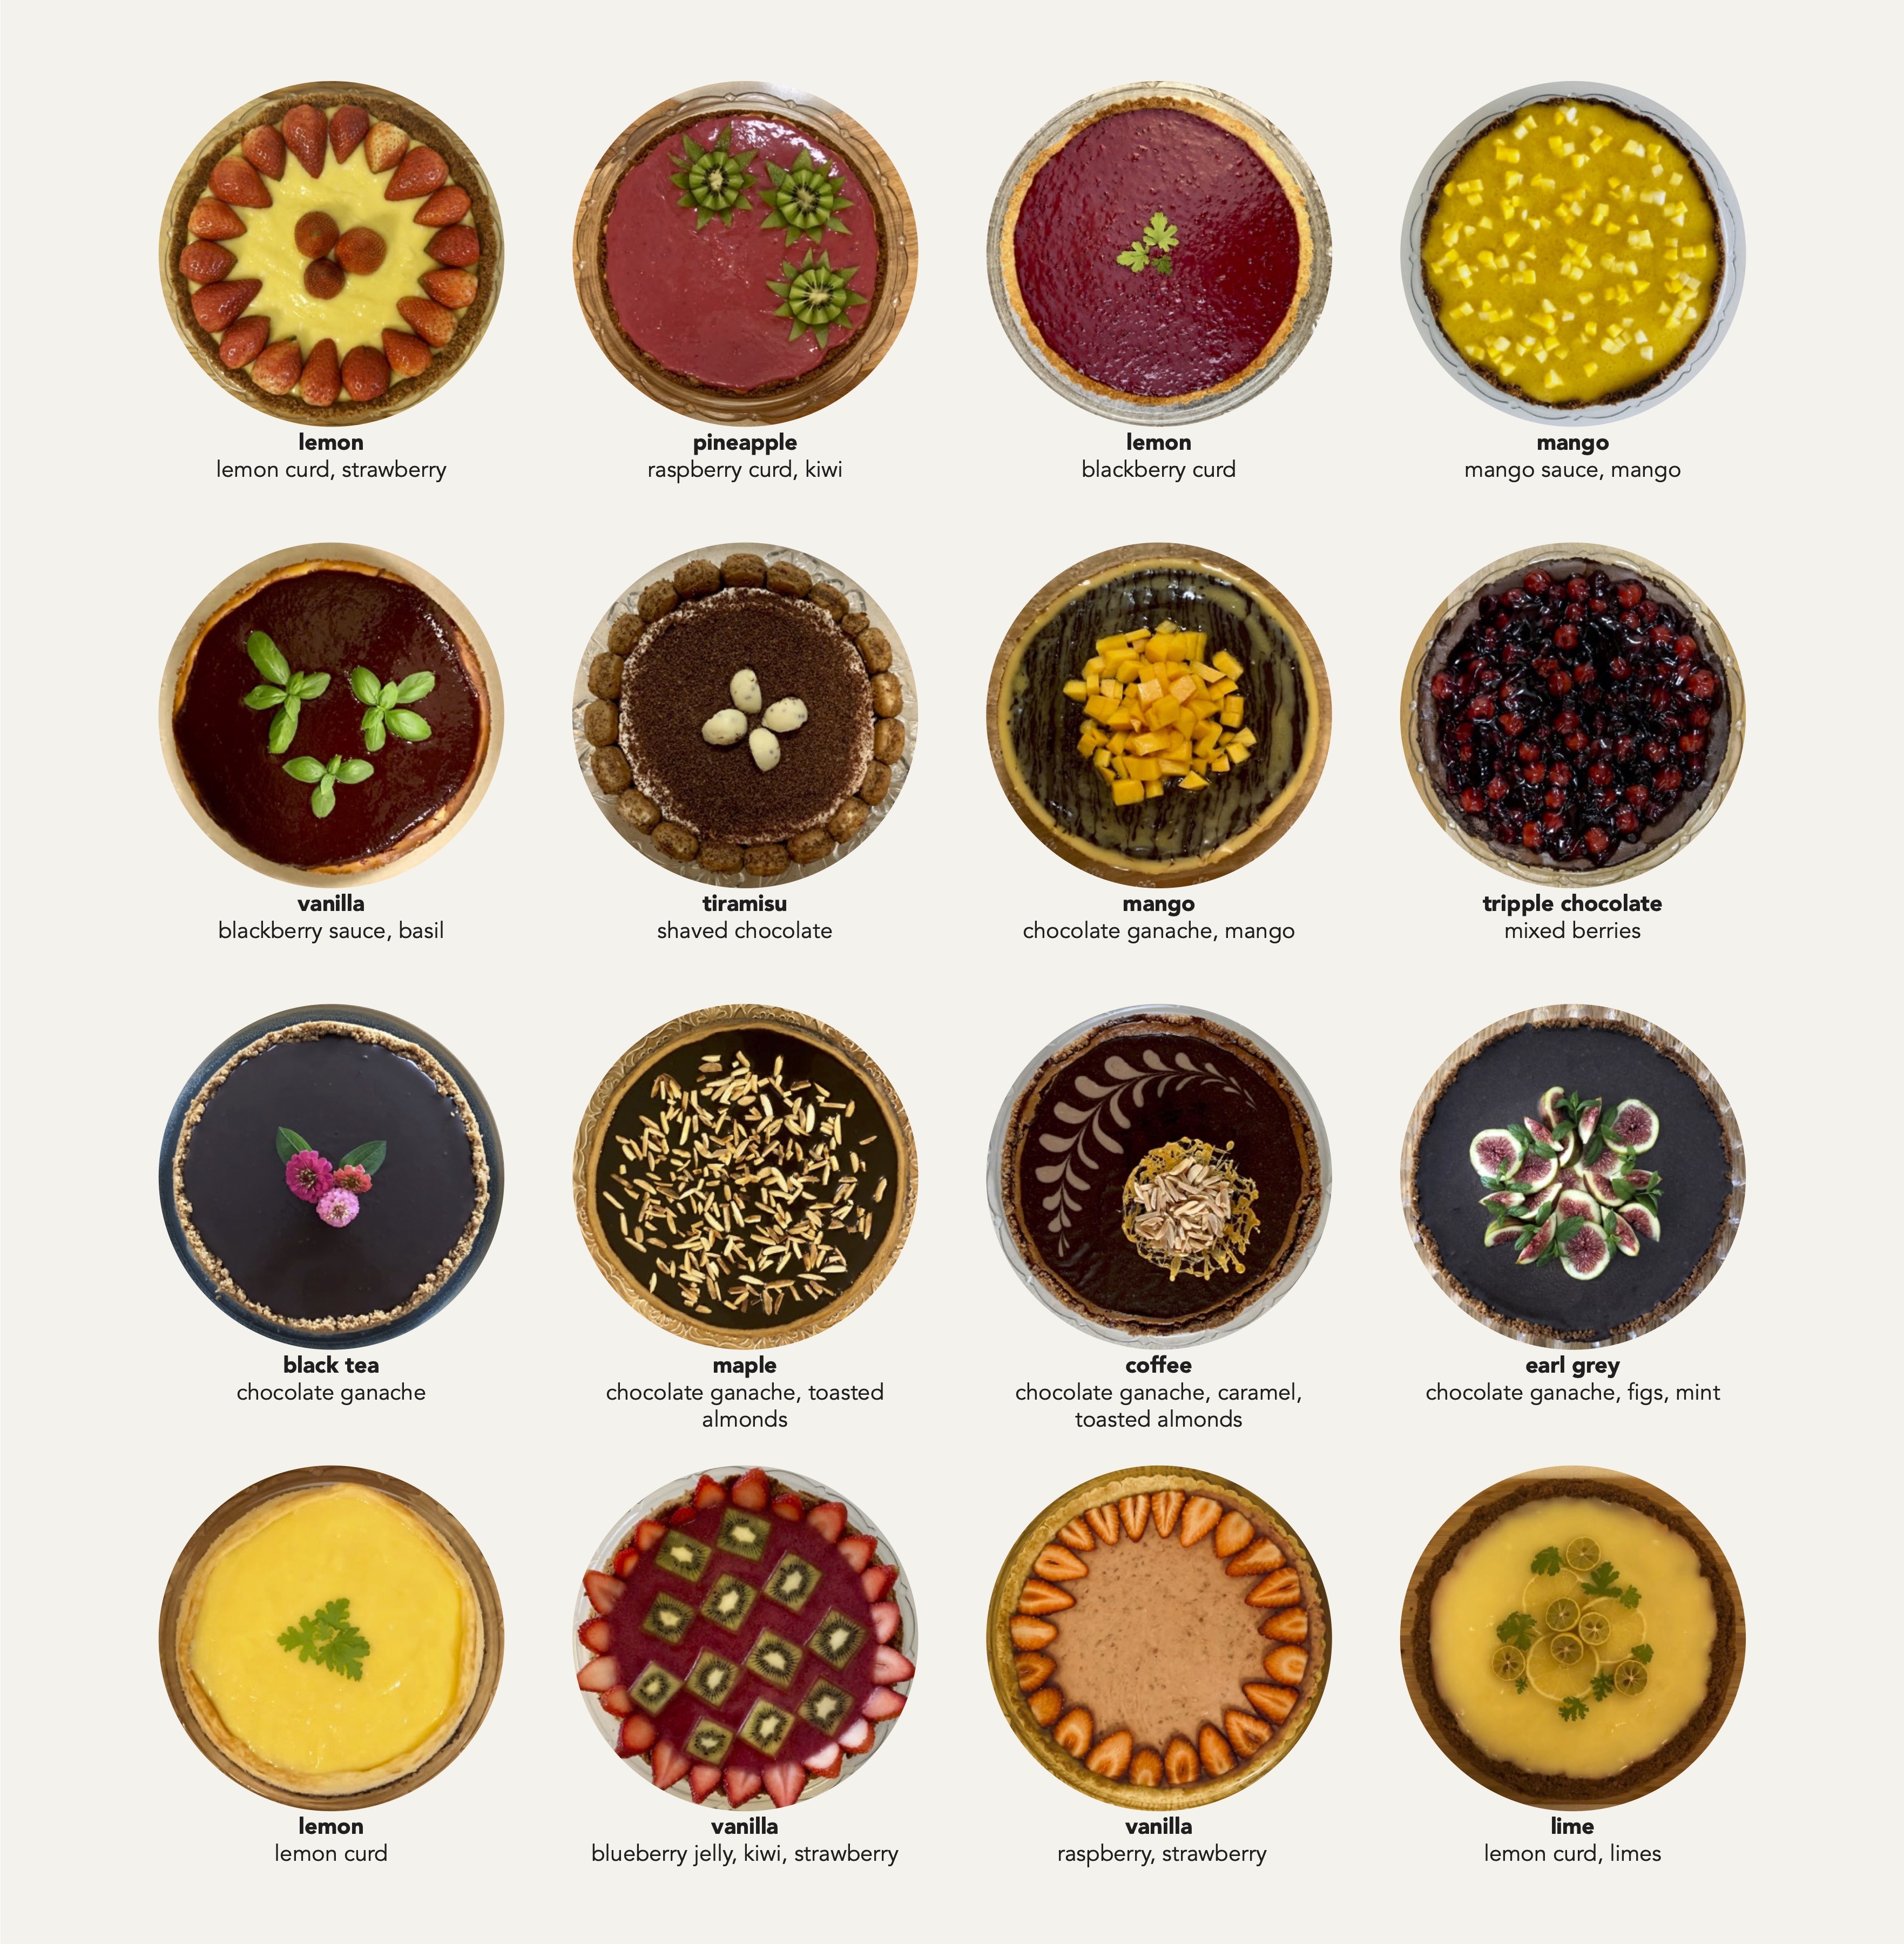 lemon
lemon curd, strawberry
pineapple
raspberry curd, kiwi
lemon
blackberry curd
mango
mango sauce, mango
vanilla
blackberry sauce, basil
tiramisu
shaved chocolate
mango
chocolate ganache, mango
tripple chocolate
mixed berries
black tea
chocolate ganache
maple
chocolate ganache, toasted
almonds
coffee
chocolate ganache, caramel,
toasted almonds
earl grey
chocolate ganache, figs, mint
lemon
lemon curd
vanilla
blueberry jelly, kiwi, strawberry
vanilla
raspberry, strawberry
lime
lemon curd, limes